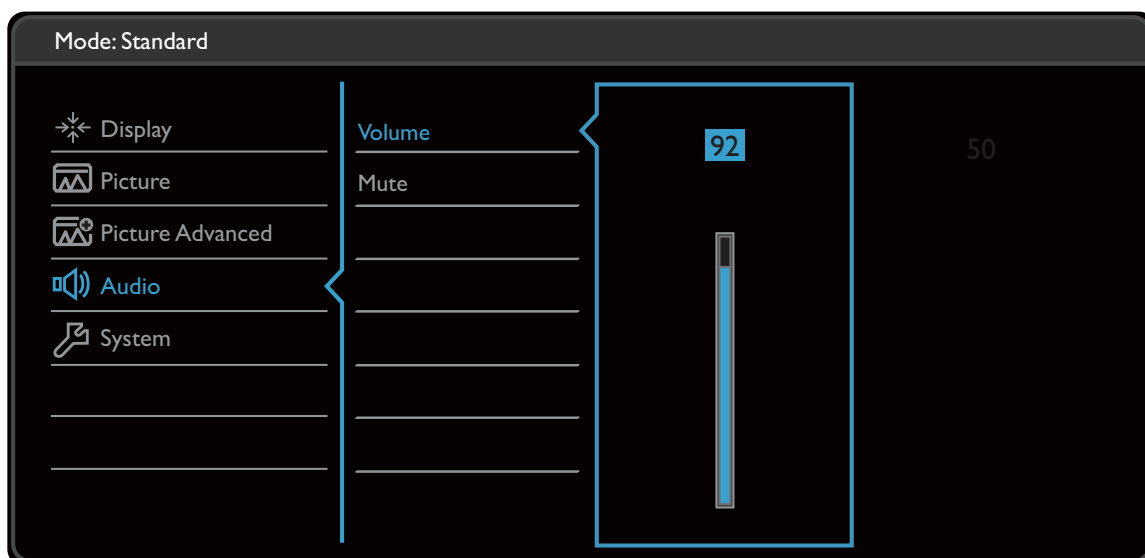 Mode: Standard
Display
Picture
Picture Advanced
Audio
System
Volume
Mute
92
50